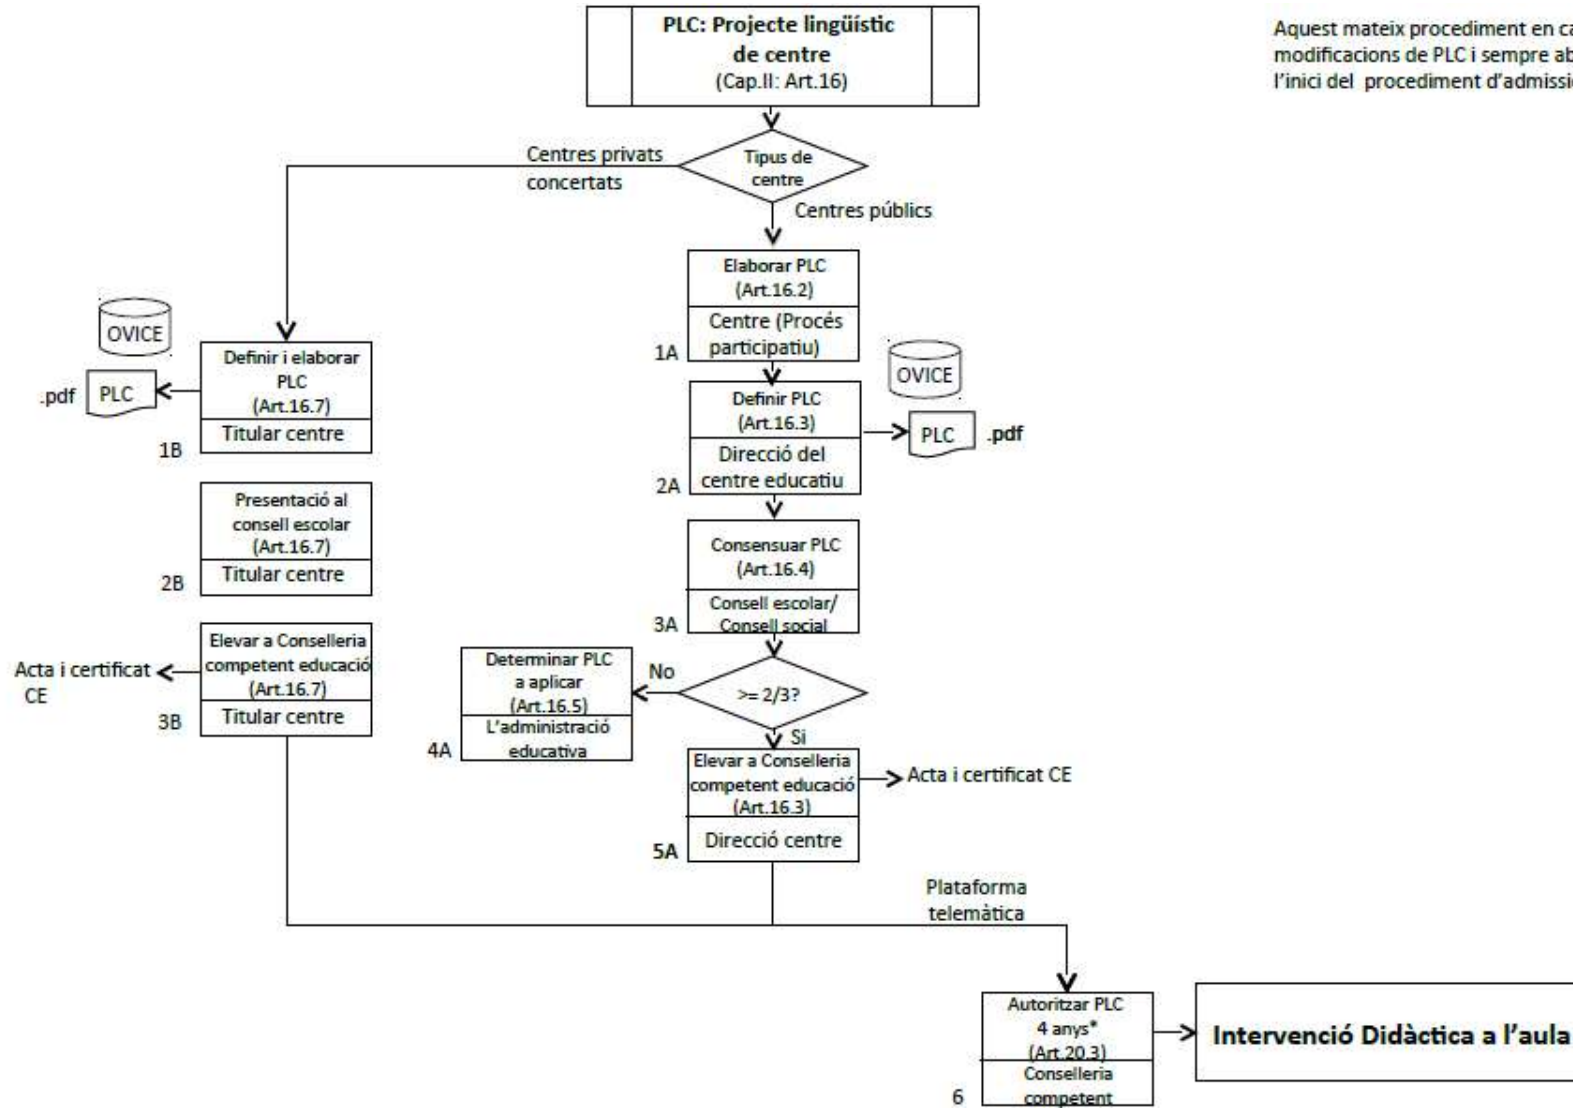 PLC: Projecte lingüístic
de centre
(Cap.II: Art.16)
Aquest mateix procediment en
modificacions de PLC i sempre
l'inici del procediment
Tipus de
centre
Centres privats
concertats
Centres públics
Elaborar PLC
(Art.16.2)
Centre (Procés
participatiu)
1A
OVICE
.pdf
PLC
Definir i elaborar
PLC
(Art.16.7)
Titular centre
1B
OVICE
Definir PLC
(Art.16.3)
Direcció del
centre educatiu
2A
PLC
.pdf
Presentació al
consell escolar
(Art.16.7)
Titular centre
2B
Consensuar PLC
(Art.16.4)
Consell escolar/
Consell social
3A
Elevar a Conselleria
competent educació
(Art.16.7)
Titular centre
3B
Acta i certificat
CE
Determinar PLC
a aplicar
(Art.16.5)
L'administració
educativa
4A
No
>= 2/3?
Si
Elevar a Conselleria
competent educació
(Art.16.3)
Direcció centre
5A
Acta i certificat CE
Plataforma
telemàtica
Autoritzar PLC
4 anys*
(Art.20.3)
Conselleria
competent
6
Intervenció Didàctica a l'aula